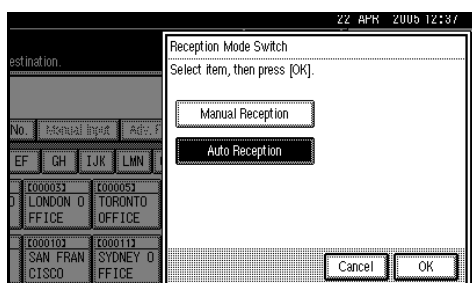 22 APR 2005 12:37
Reception Mode Switch
estination.
Select item, then press [OK].
Manual Reception
No. Manual Input Adv. F
Auto Reception
EF GH IJK LMN
[00003] [00005]
LONDON O TORONTO
FFICE OFFICE
[00010] [00011]
SAN FRAN SYDNEY O
CISCO FFICE
Cancel OK